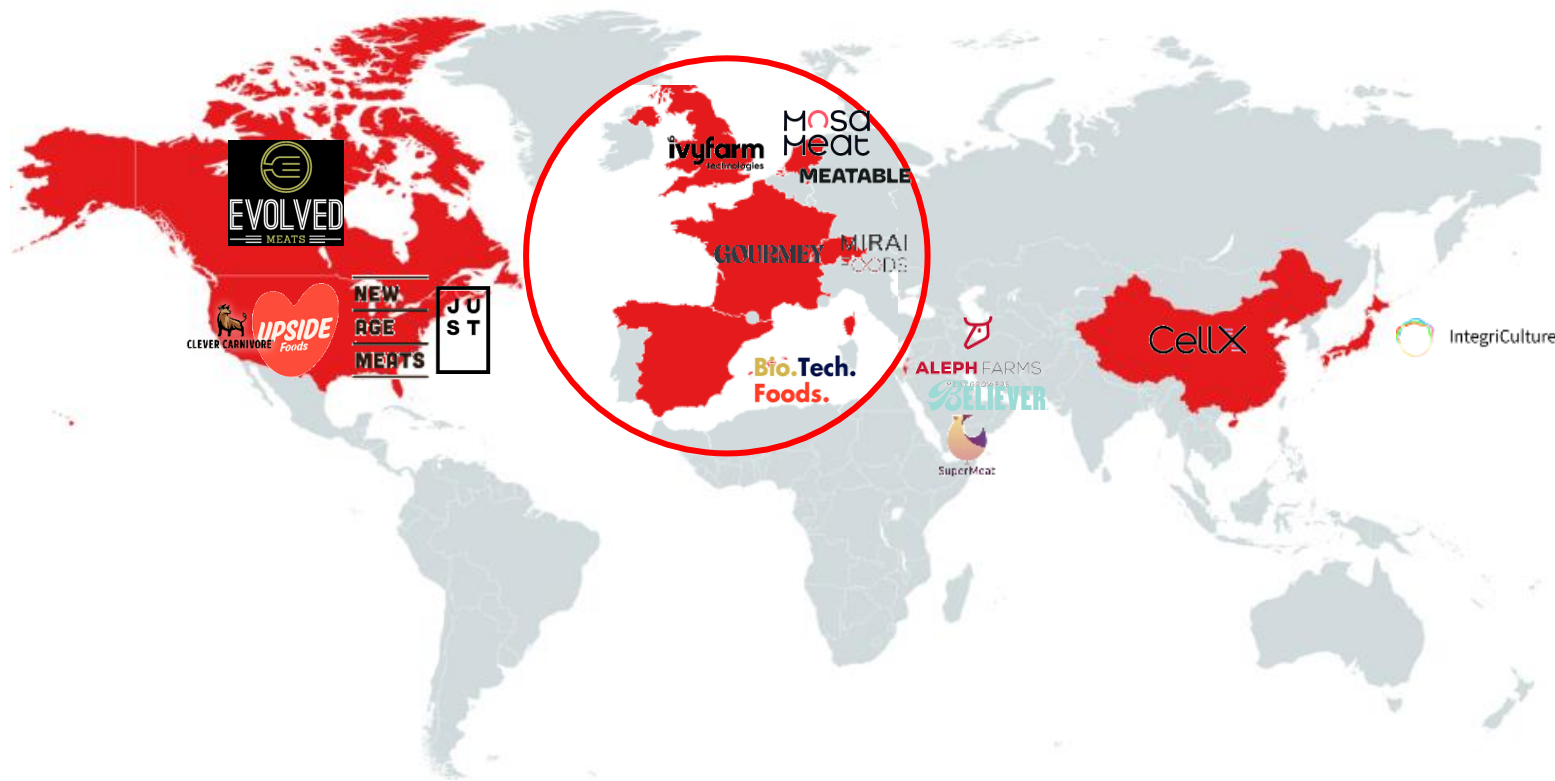 EVOLVED
MEATS
CLEVER CARNIVORE
UPSIDE
Foods
NEW
AGE
MEATS
JU
ST
ivyfarm
Technologies
MOSA
MEAT
MEATABLE
GOURMEY
MIRAI
FOODS
Bio.Tech.
Foods.
ALEPH FARMS
BELIEVER
SuperMeat
CellX
IntegriCulture